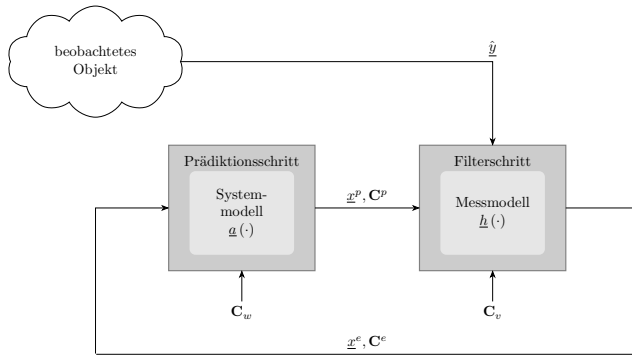 beobachtetes
Objekt
ŷ
Prädiktionsschritt
System-
modell
a (·)
x^p, C^p
Filterschritt
Messmodell
h (·)
C_w
C_v
x^e, C^e